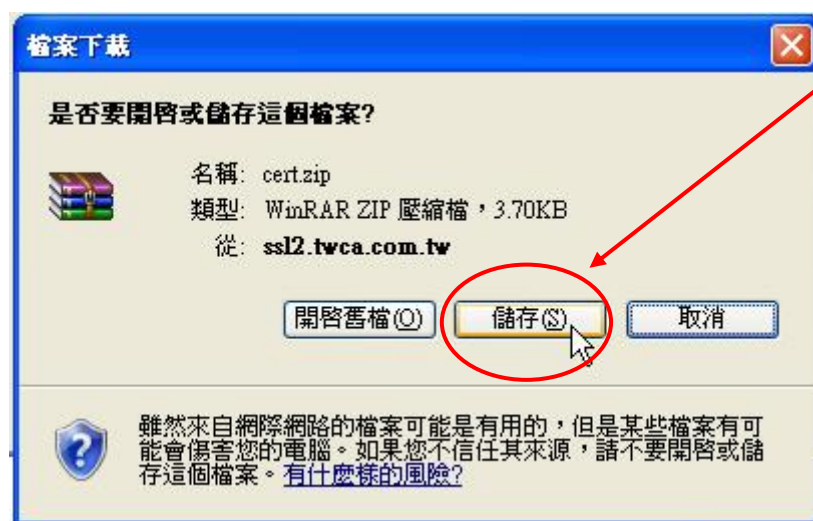 檔案下載
是否要開啓或儲存這個檔案?
名稱: cert.zip
類型: WinRAR ZIP 壓縮檔，3.70KB
從: ssl2.twca.com.tw
開啓舊檔(O) 儲存(S) 取消
雖然來自網際網路的檔案可能是有用的，但是某些檔案有可
能會傷害您的電腦。如果您不信任其來源，請不要開啓或儲
存這個檔案。有什麼樣的風險?